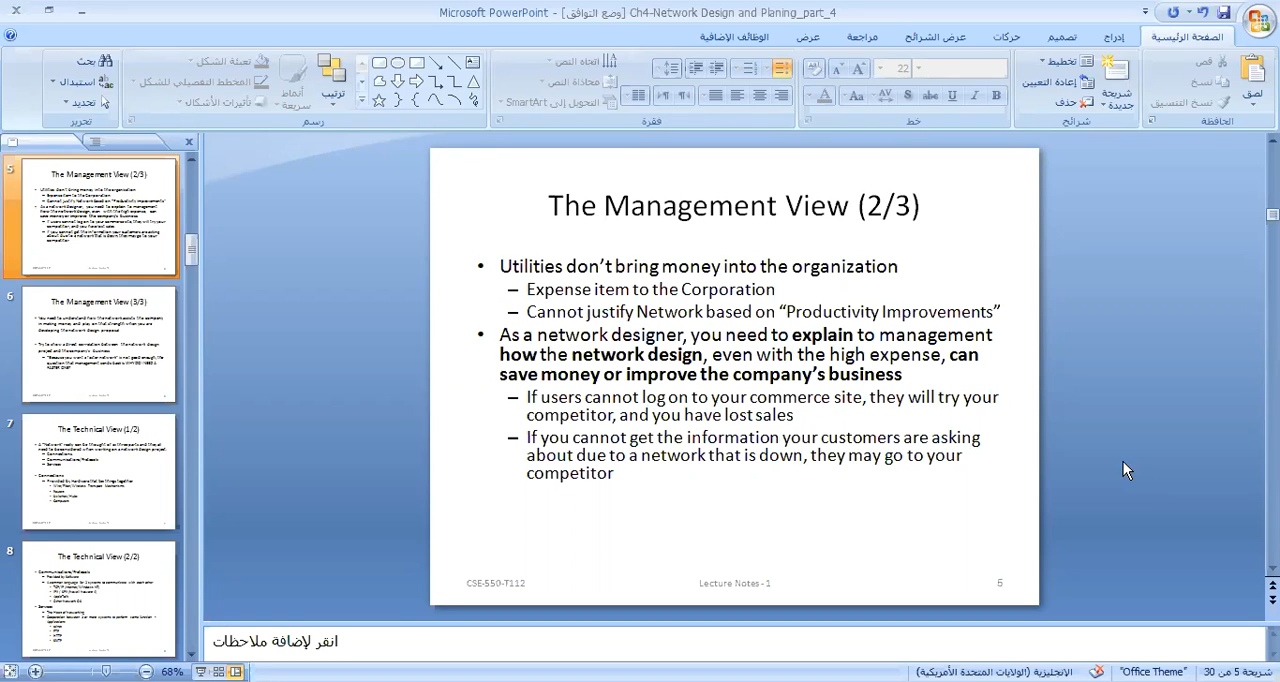 Microsoft PowerPoint - [وضع التوافق] Ch4-Network Design and Planing_part_4
الصفحة الرئيسية
إدراج
تصميم
حركات
عرض الشرائح
مراجعة
عرض
الوظائف الإضافية
لصق
قص
نسخ
نسخ التنسيق
الحافظة
شريحة جديدة
تخطيط
إعادة التعيين
حذف
شرائح
22
خط
اتجاه النص
محاذاة النص
التحويل إلى SmartArt
فقرة
ترتيب
أنماط سريعة
تعبئة الشكل
المخطط التفصيلي للشكل
تأثيرات الأشكال
رسم
بحث
استبدال
تحديد
تحرير
5
The Management View (2/3)
6
The Management View (3/3)
7
The Technical View (1/2)
8
The Technical View (2/2)
The Management View (2/3)
• Utilities don’t bring money into the organization
– Expense item to the Corporation
– Cannot justify Network based on “Productivity Improvements”
• As a network designer, you need to explain to management
how the network design, even with the high expense, can
save money or improve the company’s business
– If users cannot log on to your commerce site, they will try your
competitor, and you have lost sales
– If you cannot get the information your customers are asking
about due to a network that is down, they may go to your
competitor
CSE-550-T112
Lecture Notes - 1
5
انقر لإضافة ملاحظات
شريحة 5 من 30
"Office Theme"
الإنجليزية (الولايات المتحدة الأمريكية)
68%